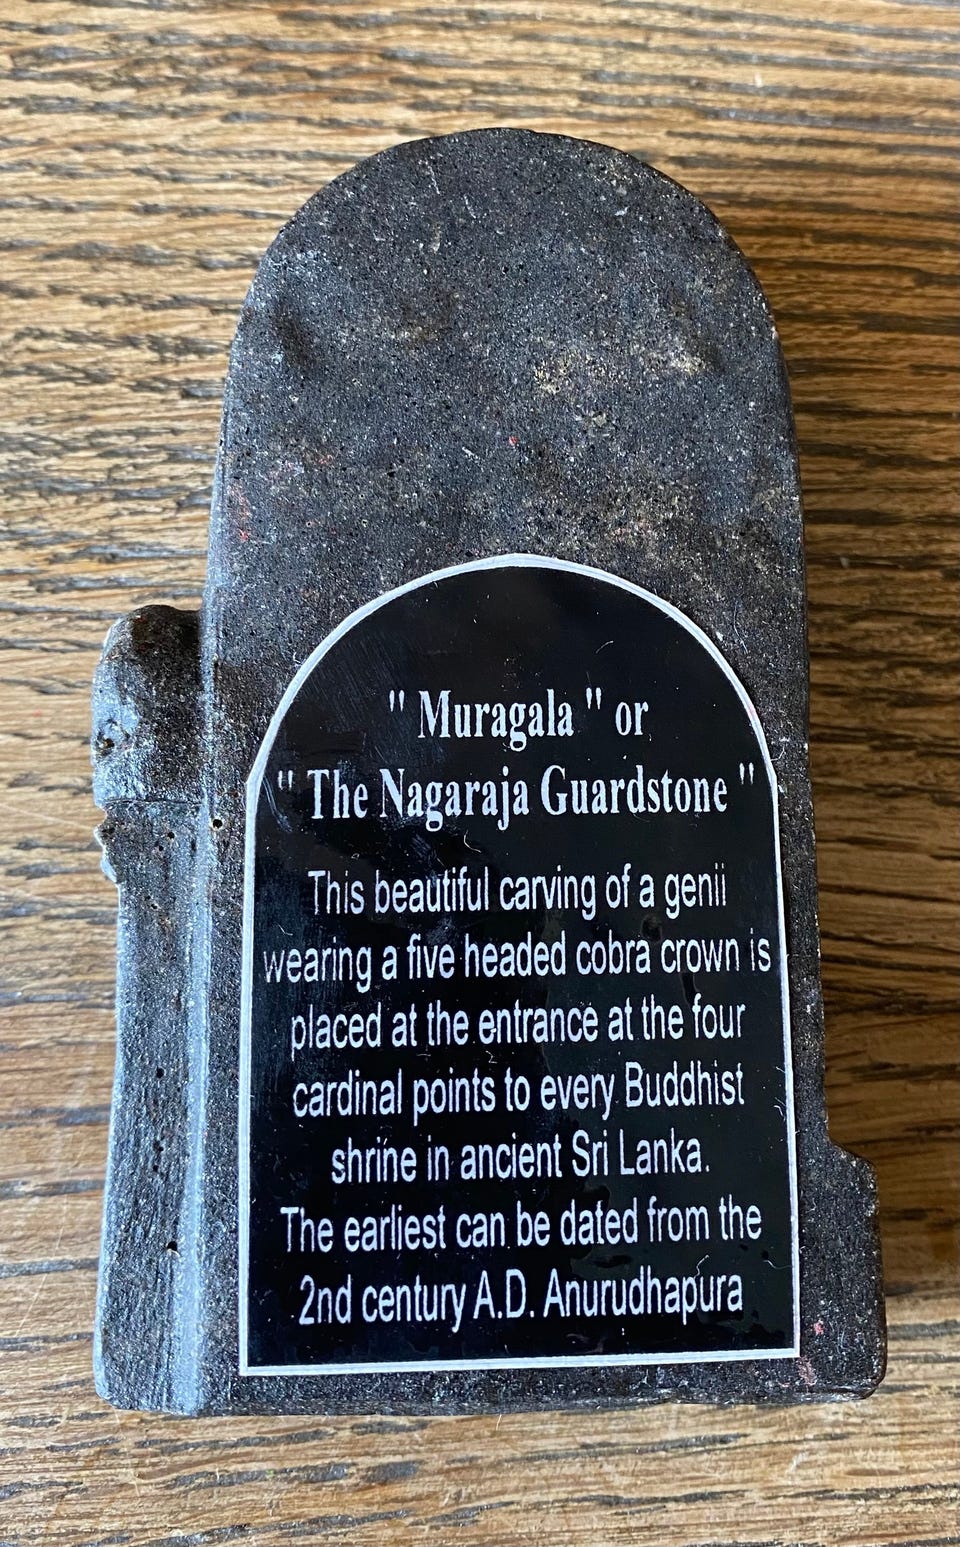 " Muragala " or
" The Nagaraja Guardstone "
This beautiful carving of a genii
wearing a five headed cobra crown is
placed at the entrance at the four
cardinal points to every Buddhist
shrine in ancient Sri Lanka.
The earliest can be dated from the
2nd century A.D. Anurudhapura